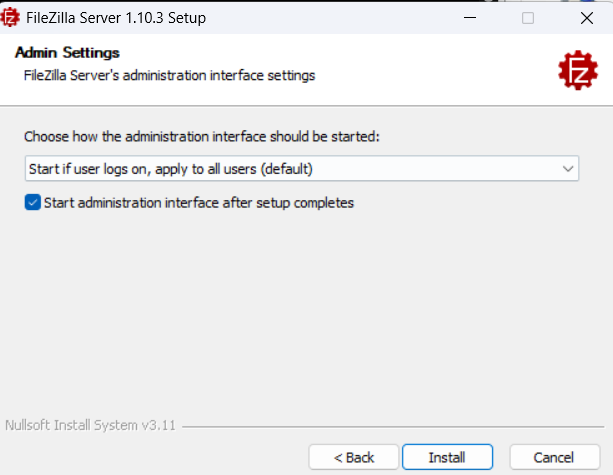 FileZilla Server 1.10.3 Setup
Admin Settings
FileZilla Server's administration interface settings
Fz
Choose how the administration interface should be started:
Start if user logs on, apply to all users (default)
Start administration interface after setup completes
Nullsoft Install System v3.11
< Back
Install
Cancel